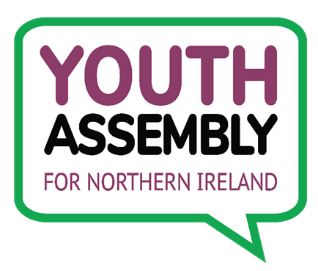 YOUTH
ASSEMBLY
FOR NORTHERN IRELAND